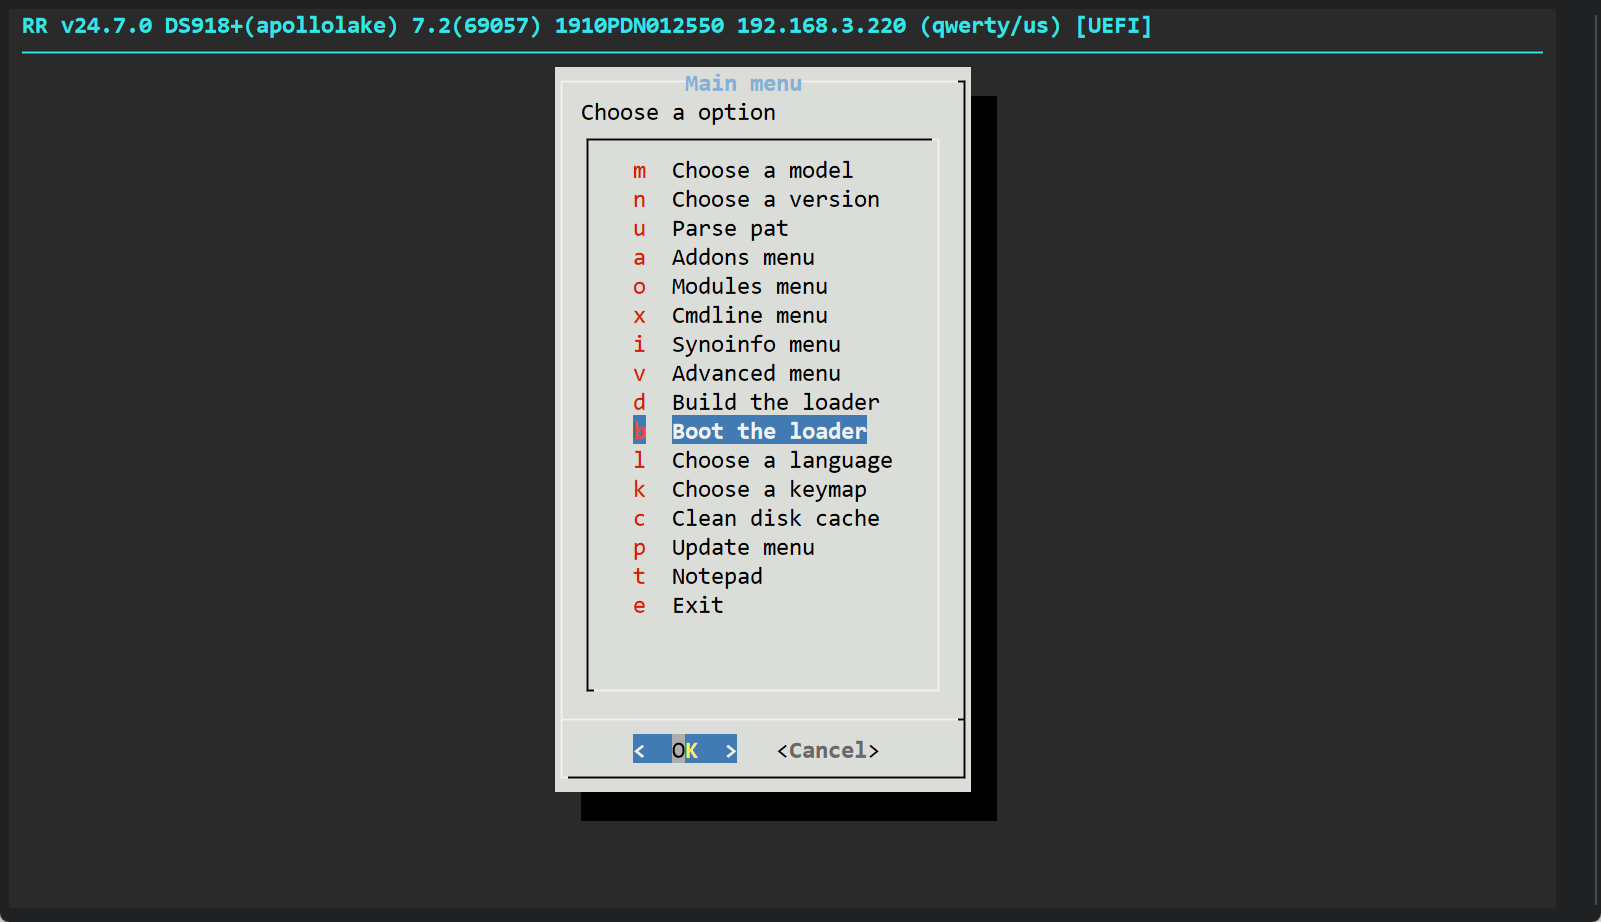 RR v24.7.0 DS918+(apollolake) 7.2(69057) 1910PDN012550 192.168.3.220 (qwerty/us) [UEFI]
Main menu
Choose a option
m Choose a model
n Choose a version
u Parse pat
a Addons menu
o Modules menu
x Cmdline menu
i Synoinfo menu
v Advanced menu
d Build the loader
b Boot the loader
l Choose a language
k Choose a keymap
c Clean disk cache
p Update menu
t Notepad
e Exit
< OK > <Cancel>